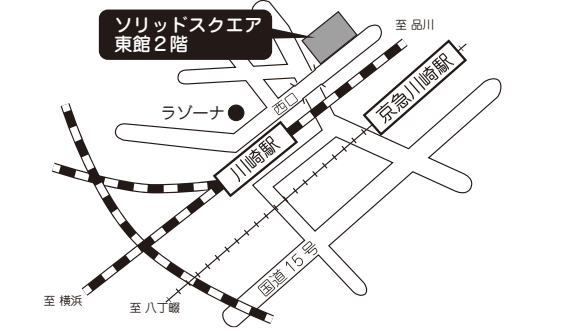 ソリッドスクエア
東館２階
至 品川
京急川崎駅
西口
ラゾーナ
川崎駅
国道15号
至 横浜
至 八丁畷